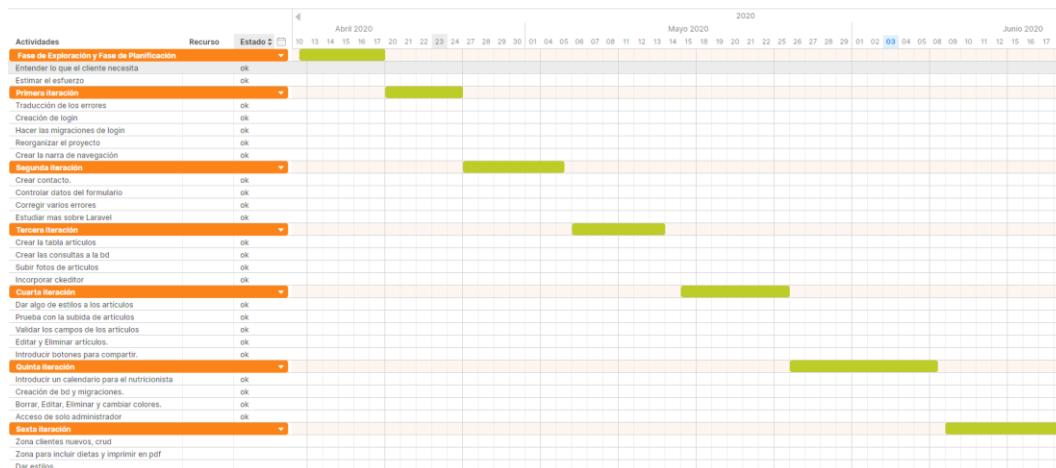 2020
Abril 2020 Mayo 2020 Junio 2020
Actividades Recurso Estado 10 13 14 15 16 17 20 21 22 23 24 27 28 29 30 01 04 05 06 07 08 11 12 13 14 15 18 19 20 21 22 25 26 27 28 29 01 02 03 04 05 08 09 10 11 12 15 16 17
Fase de Exploración y Fase de Planificación
Entender lo que el cliente necesita ok
Estimar el esfuerzo ok
Primera iteración
Traducción de los errores ok
Creación de login ok
Hacer las migraciones de login ok
Reorganizar el proyecto ok
Crear la narra de navegación ok
Segunda iteración
Crear contacto. ok
Controlar datos del formulario ok
Corregir varios errores ok
Estudiar mas sobre Laravel ok
Tercera iteración
Crear la tabla artículos ok
Crear las consultas a la bd ok
Subir fotos de artículos ok
Incorporar ckeditor ok
Cuarta iteración
Dar algo de estilos a los artículos ok
Prueba con la subida de artículos ok
Validar los campos de los artículos ok
Editar y Eliminar artículos. ok
Introducir botones para compartir. ok
Quinta iteración
Introducir un calendario para el nutricionista ok
Creación de bd y migraciones. ok
Borrar, Editar, Eliminar y cambiar colores. ok
Acceso de solo administrador ok
Sexta iteración
Zona clientes nuevos, crud
Zona para incluir dietas y imprimir en pdf
Dar estilos